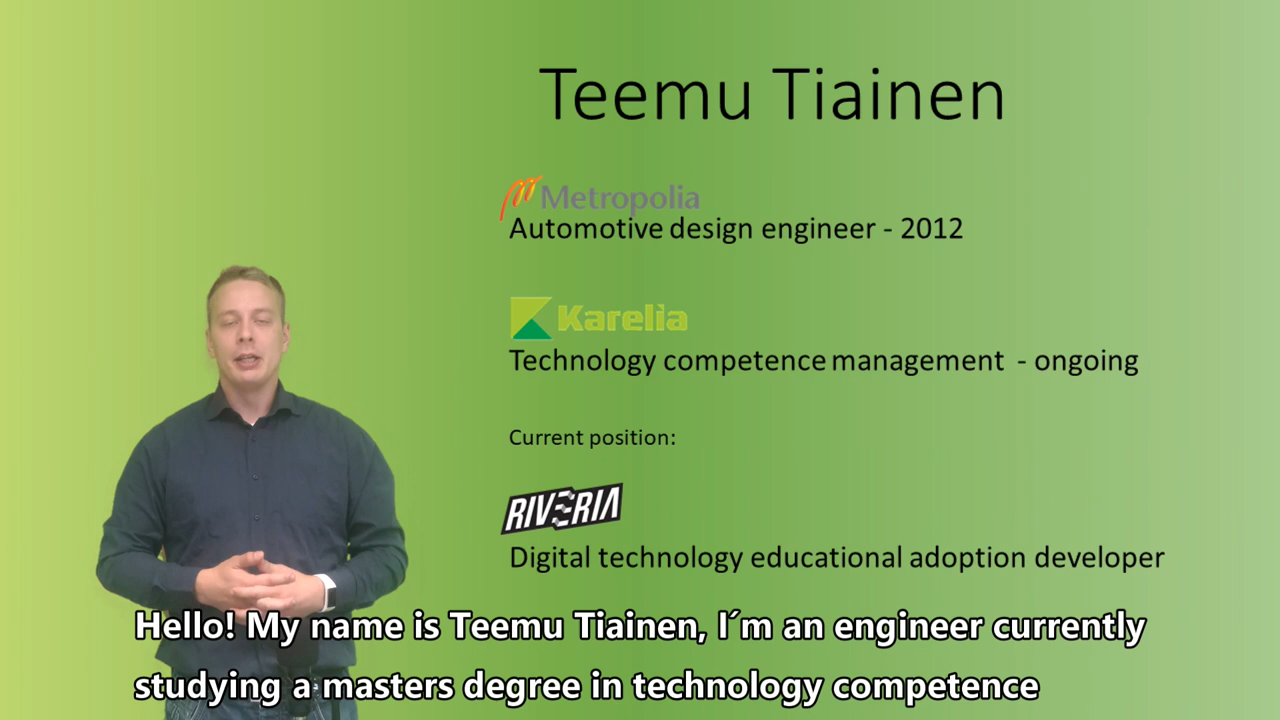 Teemu Tiainen
Metropolia
Automotive design engineer - 2012
Karelia
Technology competence management - ongoing
Current position:
RIVERIA
Digital technology educational adoption developer
Hello! My name is Teemu Tiainen, I´m an engineer currently
studying a masters degree in technology competence